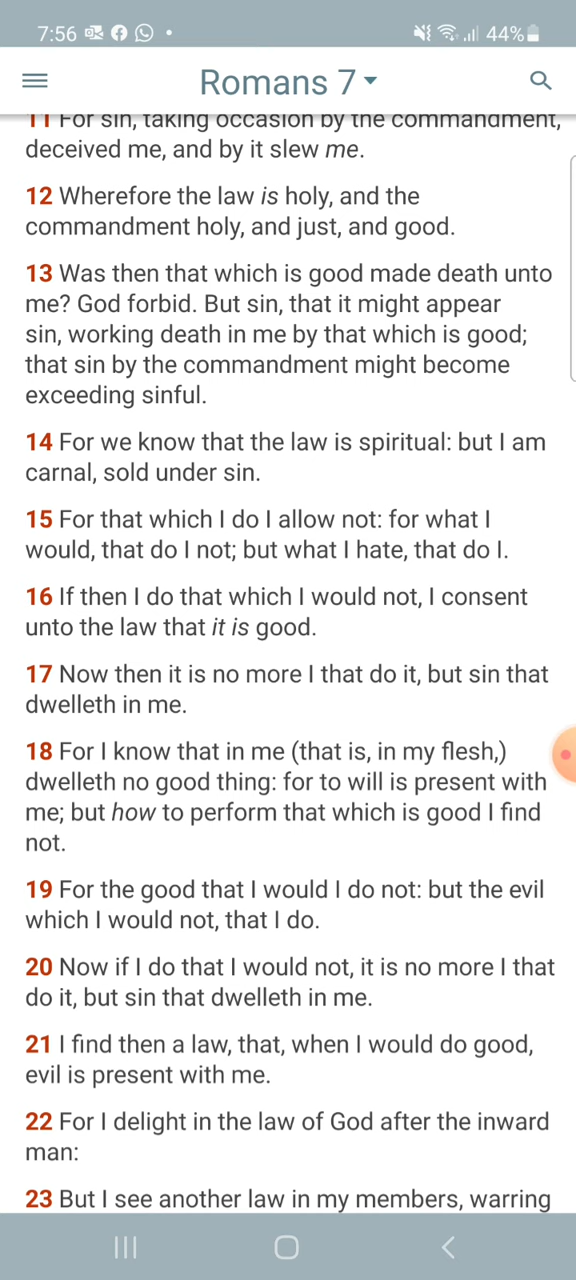 7:56
44%
Romans 7
11 For sin, taking occasion by the commandment,
deceived me, and by it slew me.
12 Wherefore the law is holy, and the
commandment holy, and just, and good.
13 Was then that which is good made death unto
me? God forbid. But sin, that it might appear
sin, working death in me by that which is good;
that sin by the commandment might become
exceeding sinful.
14 For we know that the law is spiritual: but I am
carnal, sold under sin.
15 For that which I do I allow not: for what I
would, that do I not; but what I hate, that do I.
16 If then I do that which I would not, I consent
unto the law that it is good.
17 Now then it is no more I that do it, but sin that
dwelleth in me.
18 For I know that in me (that is, in my flesh,)
dwelleth no good thing: for to will is present with
me; but how to perform that which is good I find
not.
19 For the good that I would I do not: but the evil
which I would not, that I do.
20 Now if I do that I would not, it is no more I that
do it, but sin that dwelleth in me.
21 I find then a law, that, when I would do good,
evil is present with me.
22 For I delight in the law of God after the inward
man:
23 But I see another law in my members, warring